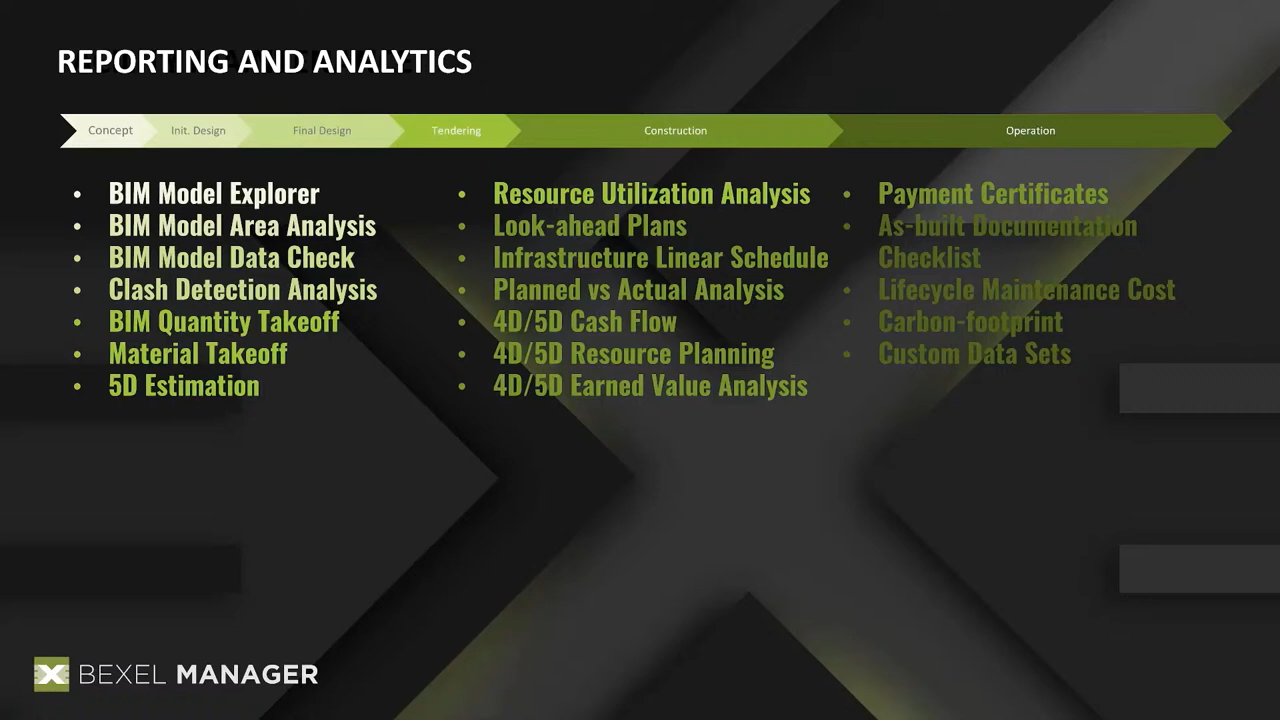 REPORTING AND ANALYTICS
Concept
Init. Design
Final Design
Tendering
Construction
Operation
• BIM Model Explorer
• BIM Model Area Analysis
• BIM Model Data Check
• Clash Detection Analysis
• BIM Quantity Takeoff
• Material Takeoff
• 5D Estimation
• Resource Utilization Analysis
• Look-ahead Plans
• Infrastructure Linear Schedule
• Planned vs Actual Analysis
• 4D/5D Cash Flow
• 4D/5D Resource Planning
• 4D/5D Earned Value Analysis
• Payment Certificates
• As-built Documentation
Checklist
• Lifecycle Maintenance Cost
• Carbon-footprint
• Custom Data Sets
BEXEL MANAGER